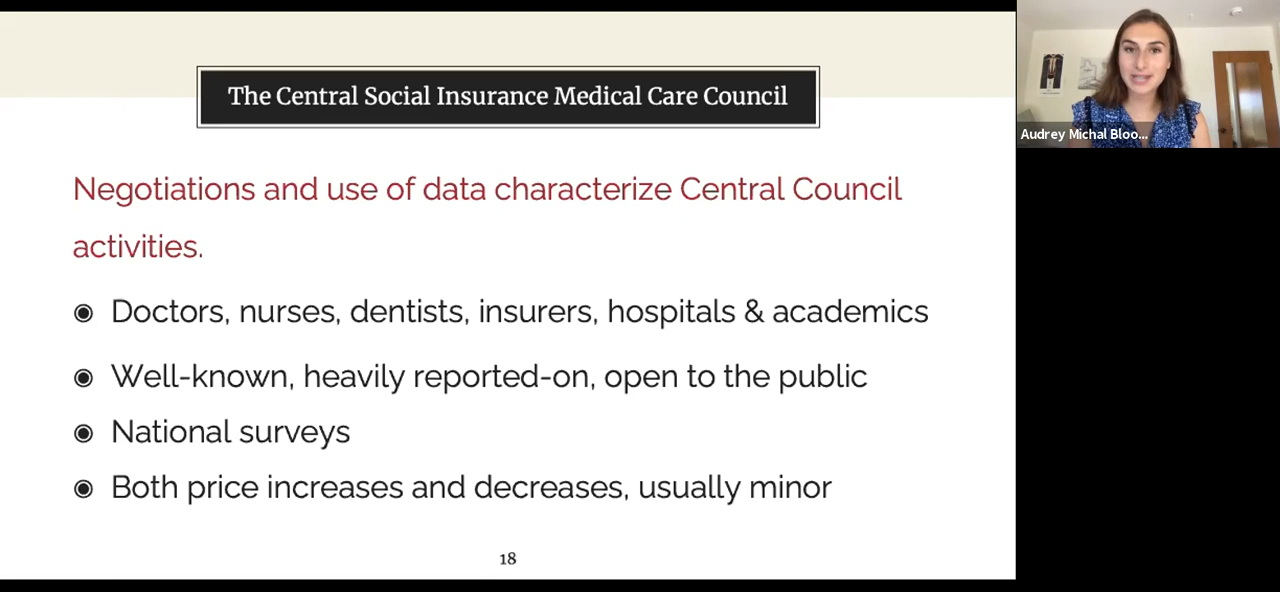 The Central Social Insurance Medical Care Council
Negotiations and use of data characterize Central Council
activities.
Doctors, nurses, dentists, insurers, hospitals & academics
Well-known, heavily reported-on, open to the public
National surveys
Both price increases and decreases, usually minor
18
Audrey Michal Bloo...